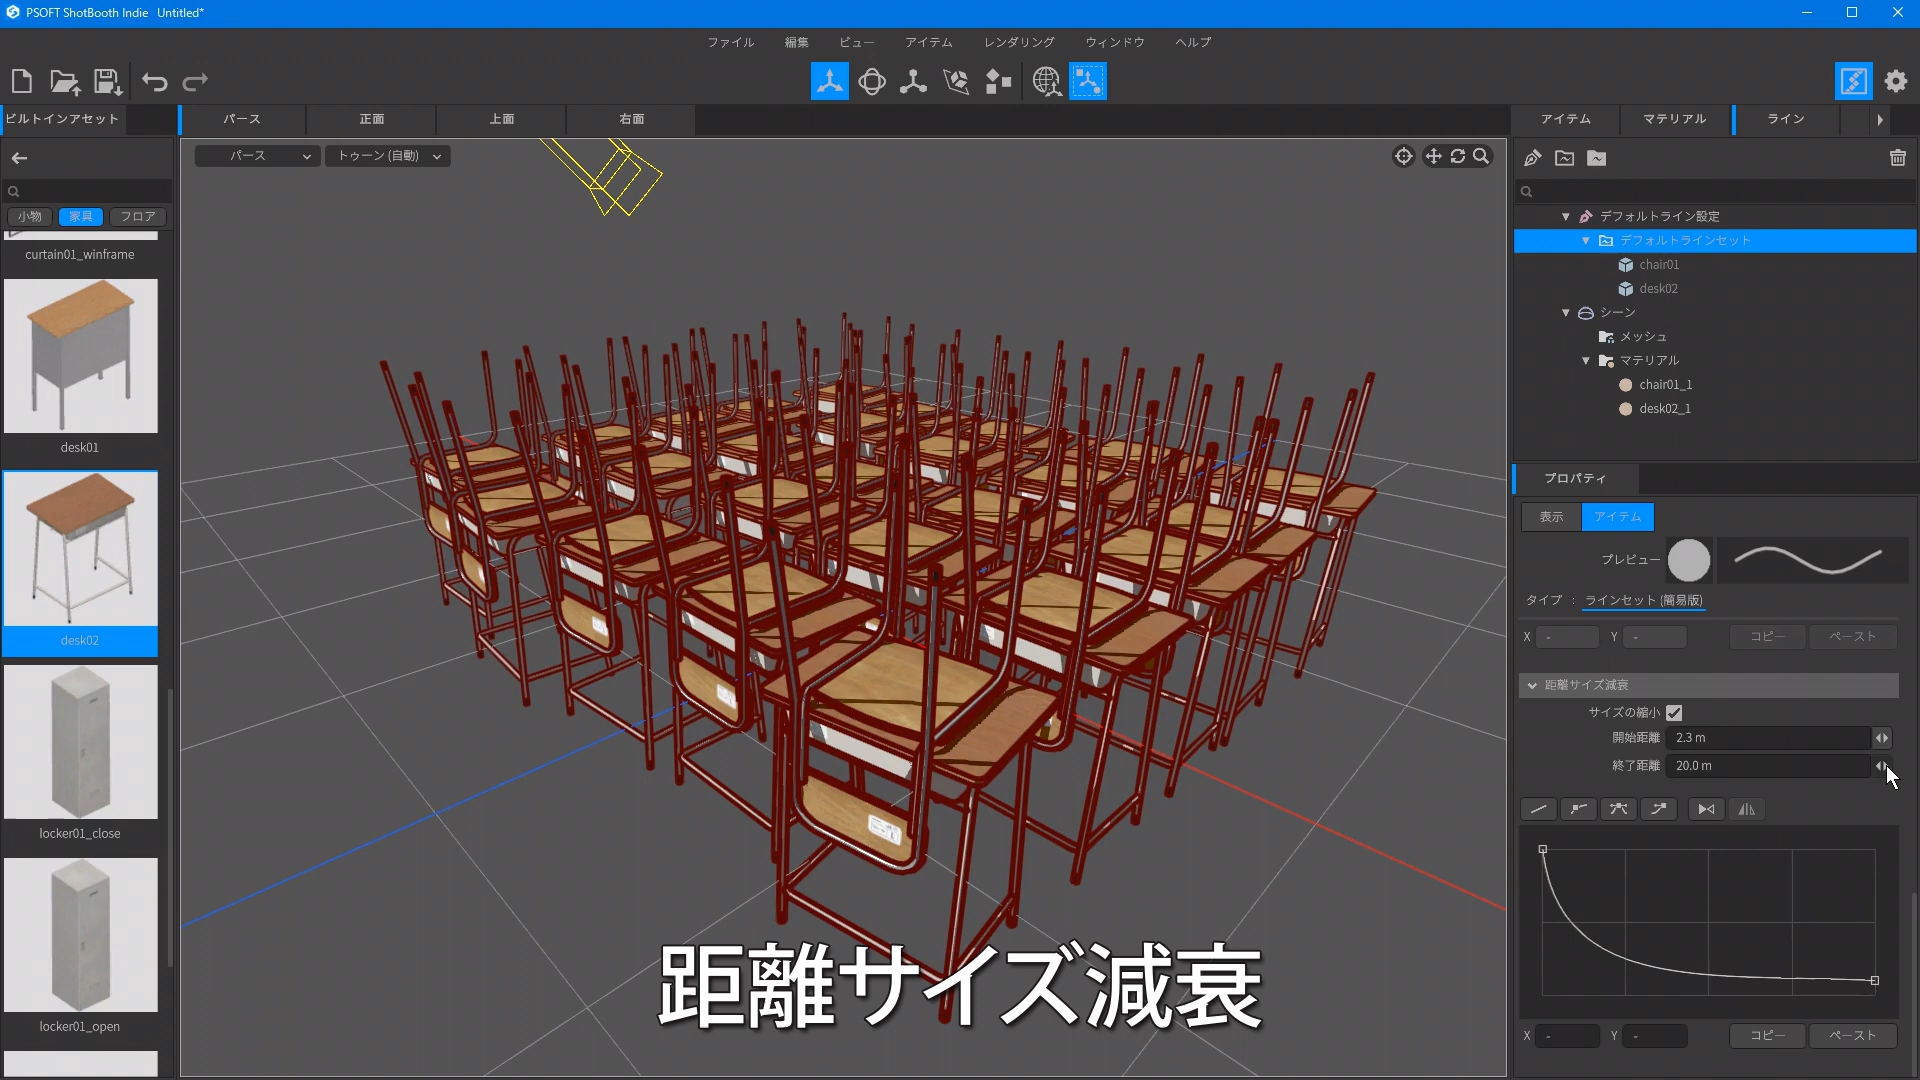 PSOFT ShotBooth Indie Untitled*
ファイル 編集 ビュー アイテム レンダリング ウィンドウ ヘルプ
ビルトインアセット パース 正面 上面 右面 アイテム マテリアル ライン
パース トゥーン (自動)
小物 家具 フロア
curtain01_winframe
desk01
desk02
locker01_close
locker01_open
デフォルトライン設定
デフォルトラインセット
chair01
desk02
シーン
メッシュ
マテリアル
chair01_1
desk02_1
プロパティ
表示 アイテム
プレビュー
タイプ : ラインセット (簡易版)
X - Y - コピー ペースト
距離サイズ減衰
サイズの縮小
開始距離 2.3 m
終了距離 20.0 m
X - Y - コピー ペースト
距離サイズ減衰